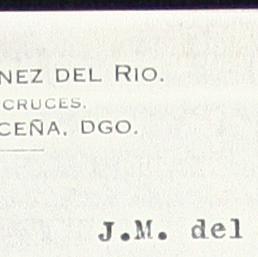 NEZ DEL RIO.
CRUCES.
CEÑA, DGO.
J.M. del